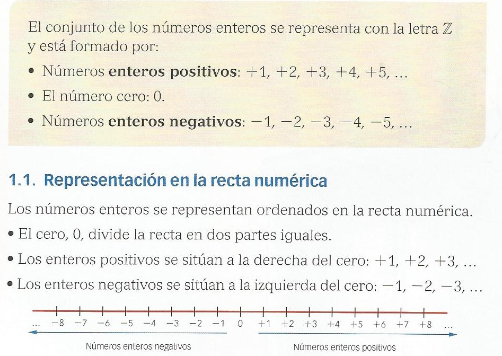 El conjunto de los números enteros se representa con la letra ℤ
y está formado por:
• Números enteros positivos: +1, +2, +3, +4, +5, ...
• El número cero: 0.
• Números enteros negativos: −1, −2, −3, −4, −5, ...
1.1. Representación en la recta numérica
Los números enteros se representan ordenados en la recta numérica.
• El cero, 0, divide la recta en dos partes iguales.
• Los enteros positivos se sitúan a la derecha del cero: +1, +2, +3, ...
• Los enteros negativos se sitúan a la izquierda del cero: −1, −2, −3, ...
... −8 −7 −6 −5 −4 −3 −2 −1 0 +1 +2 +3 +4 +5 +6 +7 +8 ...
Números enteros negativos Números enteros positivos